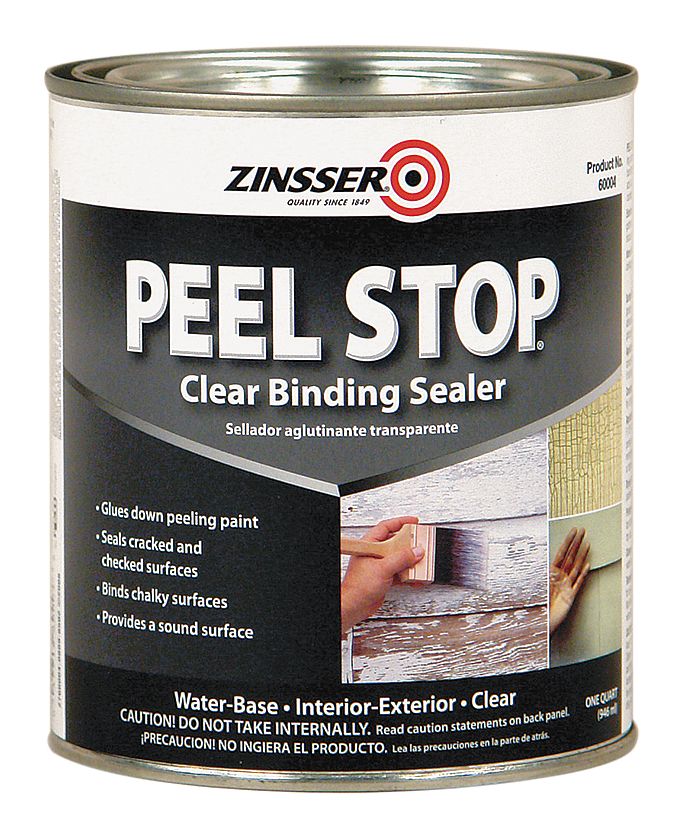 ZINSSER®
QUALITY SINCE 1849
Product No.
60004
PEEL STOP®
Clear Binding Sealer
Sellador aglutinante transparente
• Glues down peeling paint
• Seals cracked and
checked surfaces
• Binds chalky surfaces
• Provides a sound surface
Water-Base • Interior-Exterior • Clear
CAUTION! DO NOT TAKE INTERNALLY. Read caution statements on back panel.
¡PRECAUCION! NO INGIERA EL PRODUCTO. Lea las precauciones en la parte de atrás.
ONE QUART
(946 ml)